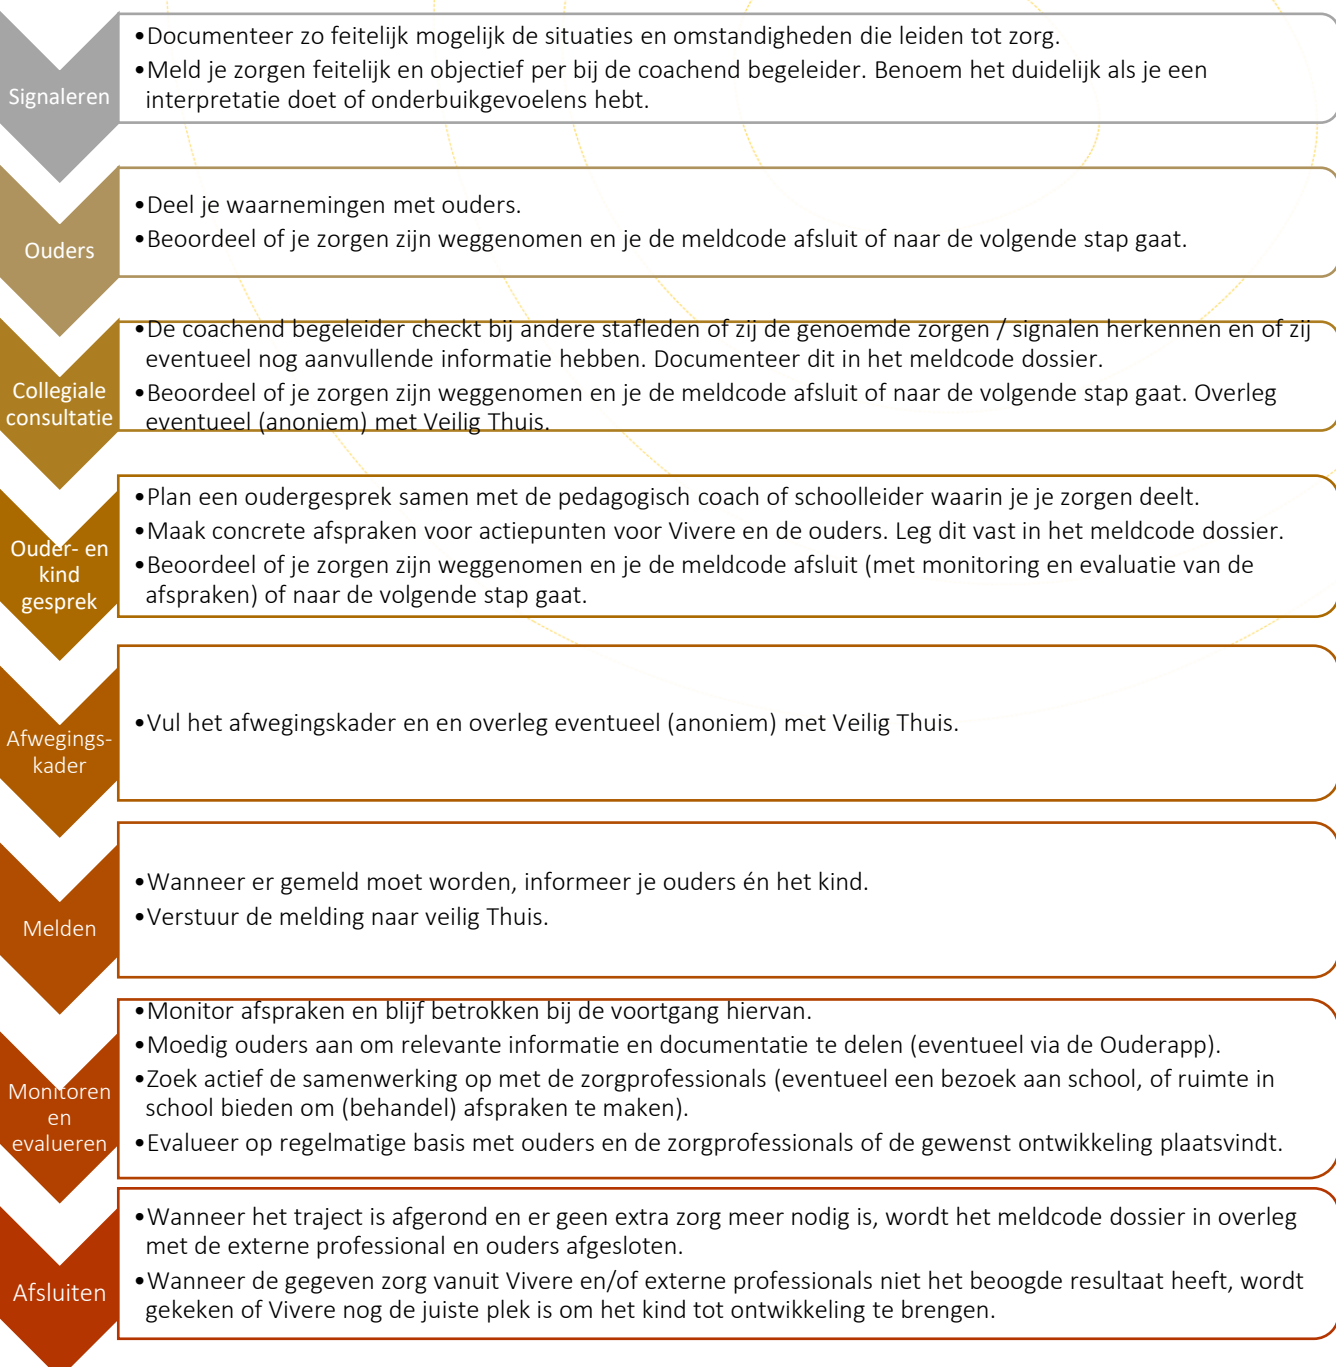 Signaleren
•Documenteer zo feitelijk mogelijk de situaties en omstandigheden die leiden tot zorg.
•Meld je zorgen feitelijk en objectief per bij de coachend begeleider. Benoem het duidelijk als je een
interpretatie doet of onderbuikgevoelens hebt.
Ouders
•Deel je waarnemingen met ouders.
•Beoordeel of je zorgen zijn weggenomen en je de meldcode afsluit of naar de volgende stap gaat.
Collegiale
consultatie
•De coachend begeleider checkt bij andere stafleden of zij de genoemde zorgen / signalen herkennen en of zij
eventueel nog aanvullende informatie hebben. Documenteer dit in het meldcode dossier.
•Beoordeel of je zorgen zijn weggenomen en je de meldcode afsluit of naar de volgende stap gaat. Overleg
eventueel (anoniem) met Veilig Thuis.
Ouder- en
kind
gesprek
•Plan een oudergesprek samen met de pedagogisch coach of schoolleider waarin je je zorgen deelt.
•Maak concrete afspraken voor actiepunten voor Vivere en de ouders. Leg dit vast in het meldcode dossier.
•Beoordeel of je zorgen zijn weggenomen en je de meldcode afsluit (met monitoring en evaluatie van de
afspraken) of naar de volgende stap gaat.
Afwegings-
kader
•Vul het afwegingskader en en overleg eventueel (anoniem) met Veilig Thuis.
Melden
•Wanneer er gemeld moet worden, informeer je ouders én het kind.
•Verstuur de melding naar veilig Thuis.
Monitoren
en
evalueren
•Monitor afspraken en blijf betrokken bij de voortgang hiervan.
•Moedig ouders aan om relevante informatie en documentatie te delen (eventueel via de Ouderapp).
•Zoek actief de samenwerking op met de zorgprofessionals (eventueel een bezoek aan school, of ruimte in
school bieden om (behandel) afspraken te maken).
•Evalueer op regelmatige basis met ouders en de zorgprofessionals of de gewenst ontwikkeling plaatsvindt.
Afsluiten
•Wanneer het traject is afgerond en er geen extra zorg meer nodig is, wordt het meldcode dossier in overleg
met de externe professional en ouders afgesloten.
•Wanneer de gegeven zorg vanuit Vivere en/of externe professionals niet het beoogde resultaat heeft, wordt
gekeken of Vivere nog de juiste plek is om het kind tot ontwikkeling te brengen.